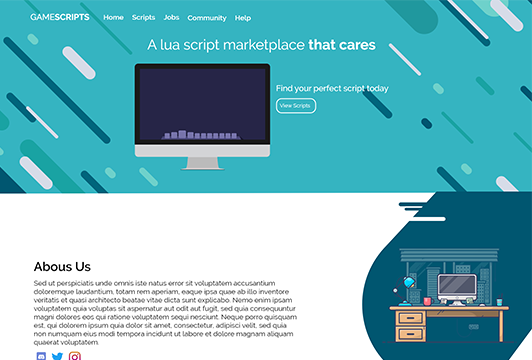 GAMESCRIPTS Home Scripts Jobs Community Help
A lua script marketplace that cares
Find your perfect script today
View Scripts
Abous Us
Sed ut perspiciatis unde omnis iste natus error sit voluptatem accusantium
doloremque laudantium, totam rem aperiam, eaque ipsa quae ab illo inventore
veritatis et quasi architecto beatae vitae dicta sunt explicabo. Nemo enim ipsam
voluptatem quia voluptas sit aspernatur aut odit aut fugit, sed quia consequuntur
magni dolores eos qui ratione voluptatem sequi nesciunt. Neque porro quisquam
est, qui dolorem ipsum quia dolor sit amet, consectetur, adipisci velit, sed quia
non numquam eius modi tempora incidunt ut labore et dolore magnam aliquam
quaerat voluptatem.